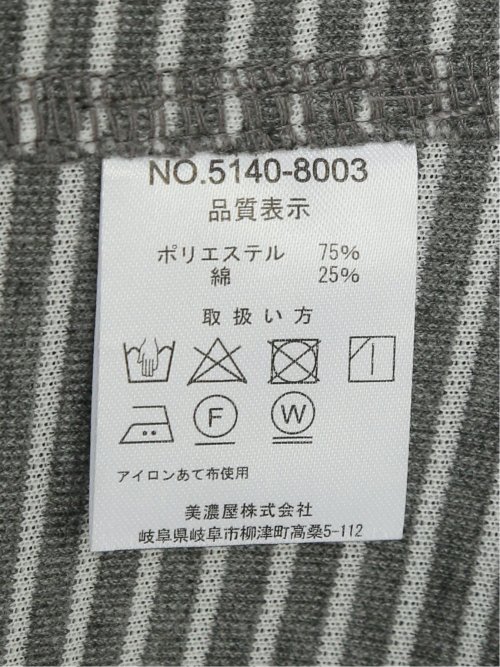 NO.5140-8003
品質表示
ポリエステル 75%
綿 25%
取扱い方
F W
アイロンあて布使用
美濃屋株式会社
岐阜県岐阜市柳津町高桑5-112